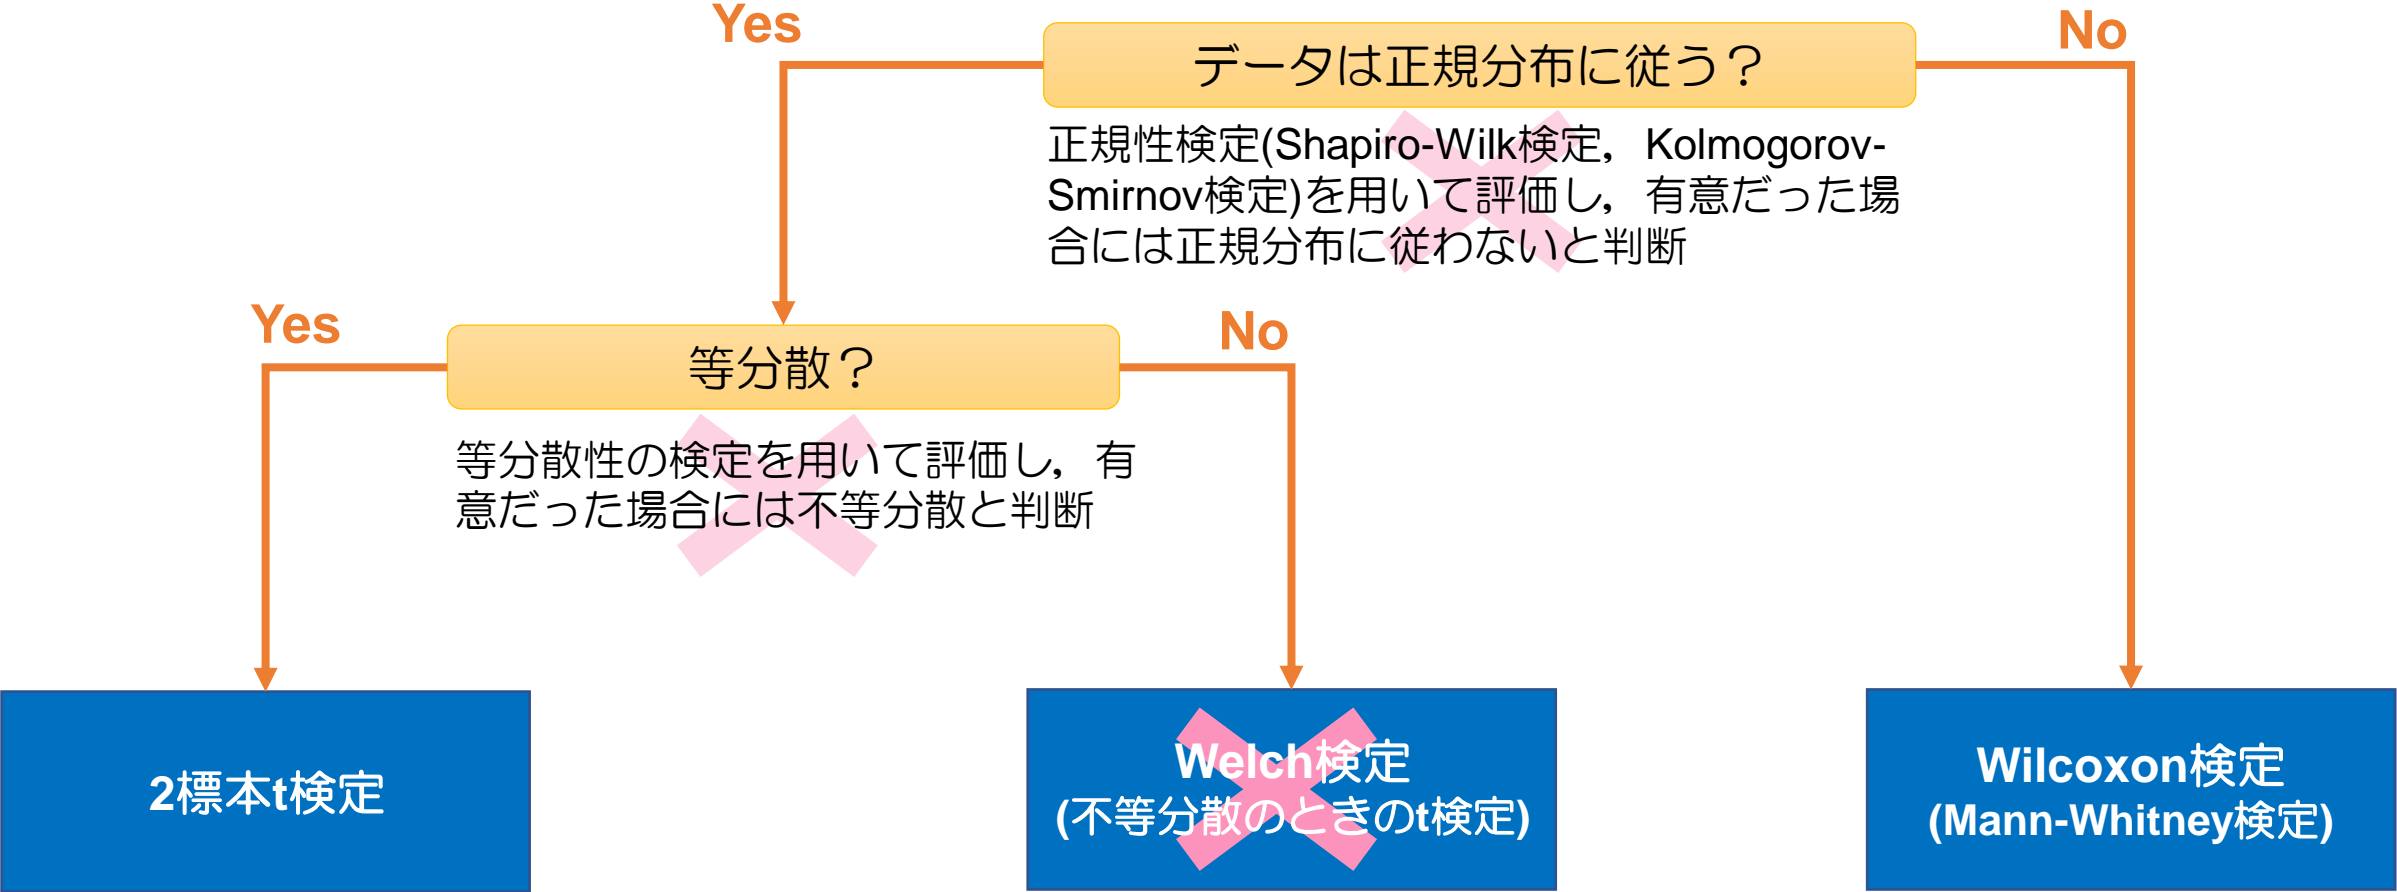 Yes
データは正規分布に従う？
No
正規性検定(Shapiro-Wilk検定，Kolmogorov-
Smirnov検定)を用いて評価し，有意だった場
合には正規分布に従わないと判断
Yes
等分散？
No
等分散性の検定を用いて評価し，有
意だった場合には不等分散と判断
2標本t検定
Welch検定
(不等分散のときのt検定)
Wilcoxon検定
(Mann-Whitney検定)